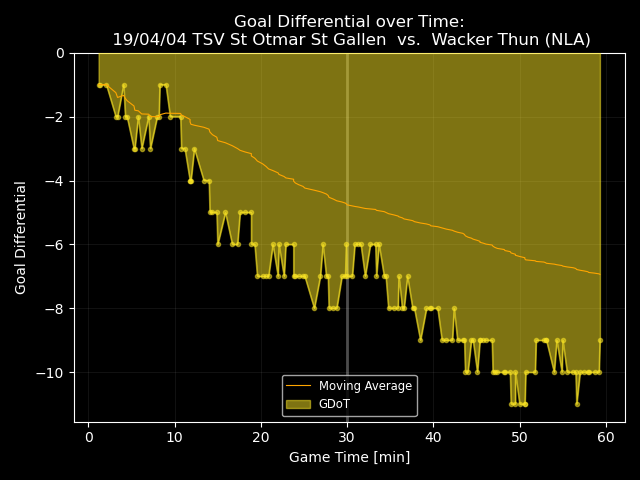 Goal Differential over Time:
19/04/04 TSV St Otmar St Gallen  vs.  Wacker Thun (NLA)
Goal Differential
0
−2
−4
−6
−8
−10
Moving Average
GDoT
0 10 20 30 40 50 60
Game Time [min]